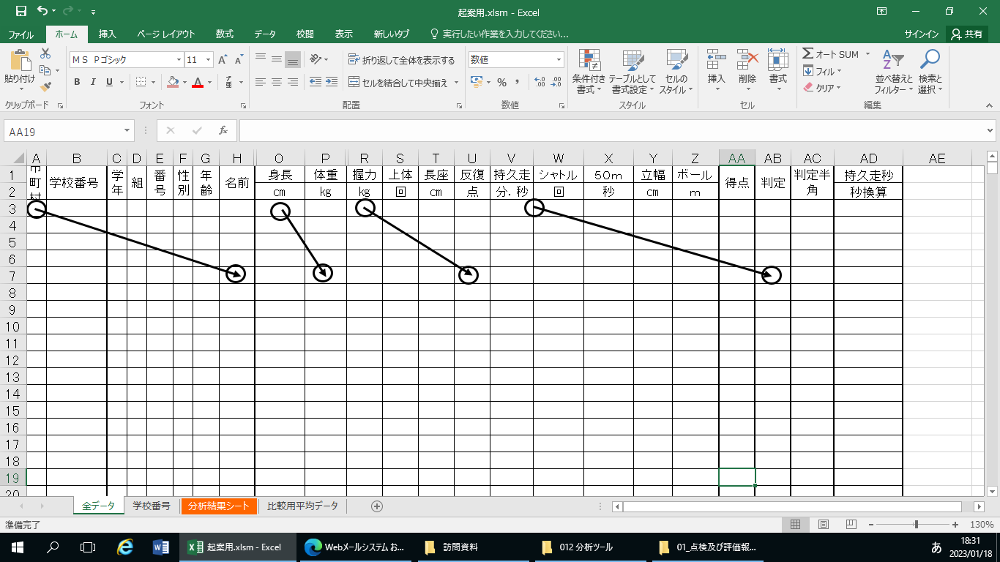 起案用.xlsm - Excel
ファイル ホーム 挿入 ページ レイアウト 数式 データ 校閲 表示 新しいタブ 実行したい作業を入力してください... サインイン 共有
貼り付け
クリップボード
ＭＳ Ｐゴシック 11
B I U
フォント
折り返して全体を表示する
セルを結合して中央揃え
配置
数値
%
数値
条件付き書式 テーブルとして書式設定 セルのスタイル
スタイル
挿入 削除 書式
セル
オート SUM
フィル
クリア
並べ替えとフィルター 検索と選択
編集
AA19
fx
A B C D E F G H O P R S T U V W X Y Z AA AB AC AD AE
1 市町村 学校番号 学年 組 番号 性別 年齢 名前 身長 体重 握力 上体 長座 反復 持久走 シャトル ５０ｍ 立幅 ボール 得点 判定 判定半角 持久走秒
2 ㎝ ㎏ ㎏ 回 ㎝ 点 分．秒 回 秒 ㎝ ｍ 秒換算
3
4
5
6
7
8
9
10
11
12
13
14
15
16
17
18
19
20
全データ 学校番号 分析結果シート 比較用平均データ
準備完了
130%
起案用.xlsm - Excel Webメールシステム お... 訪問資料 012 分析ツール 01_点検及び評価報... あ 18:31
2023/01/18